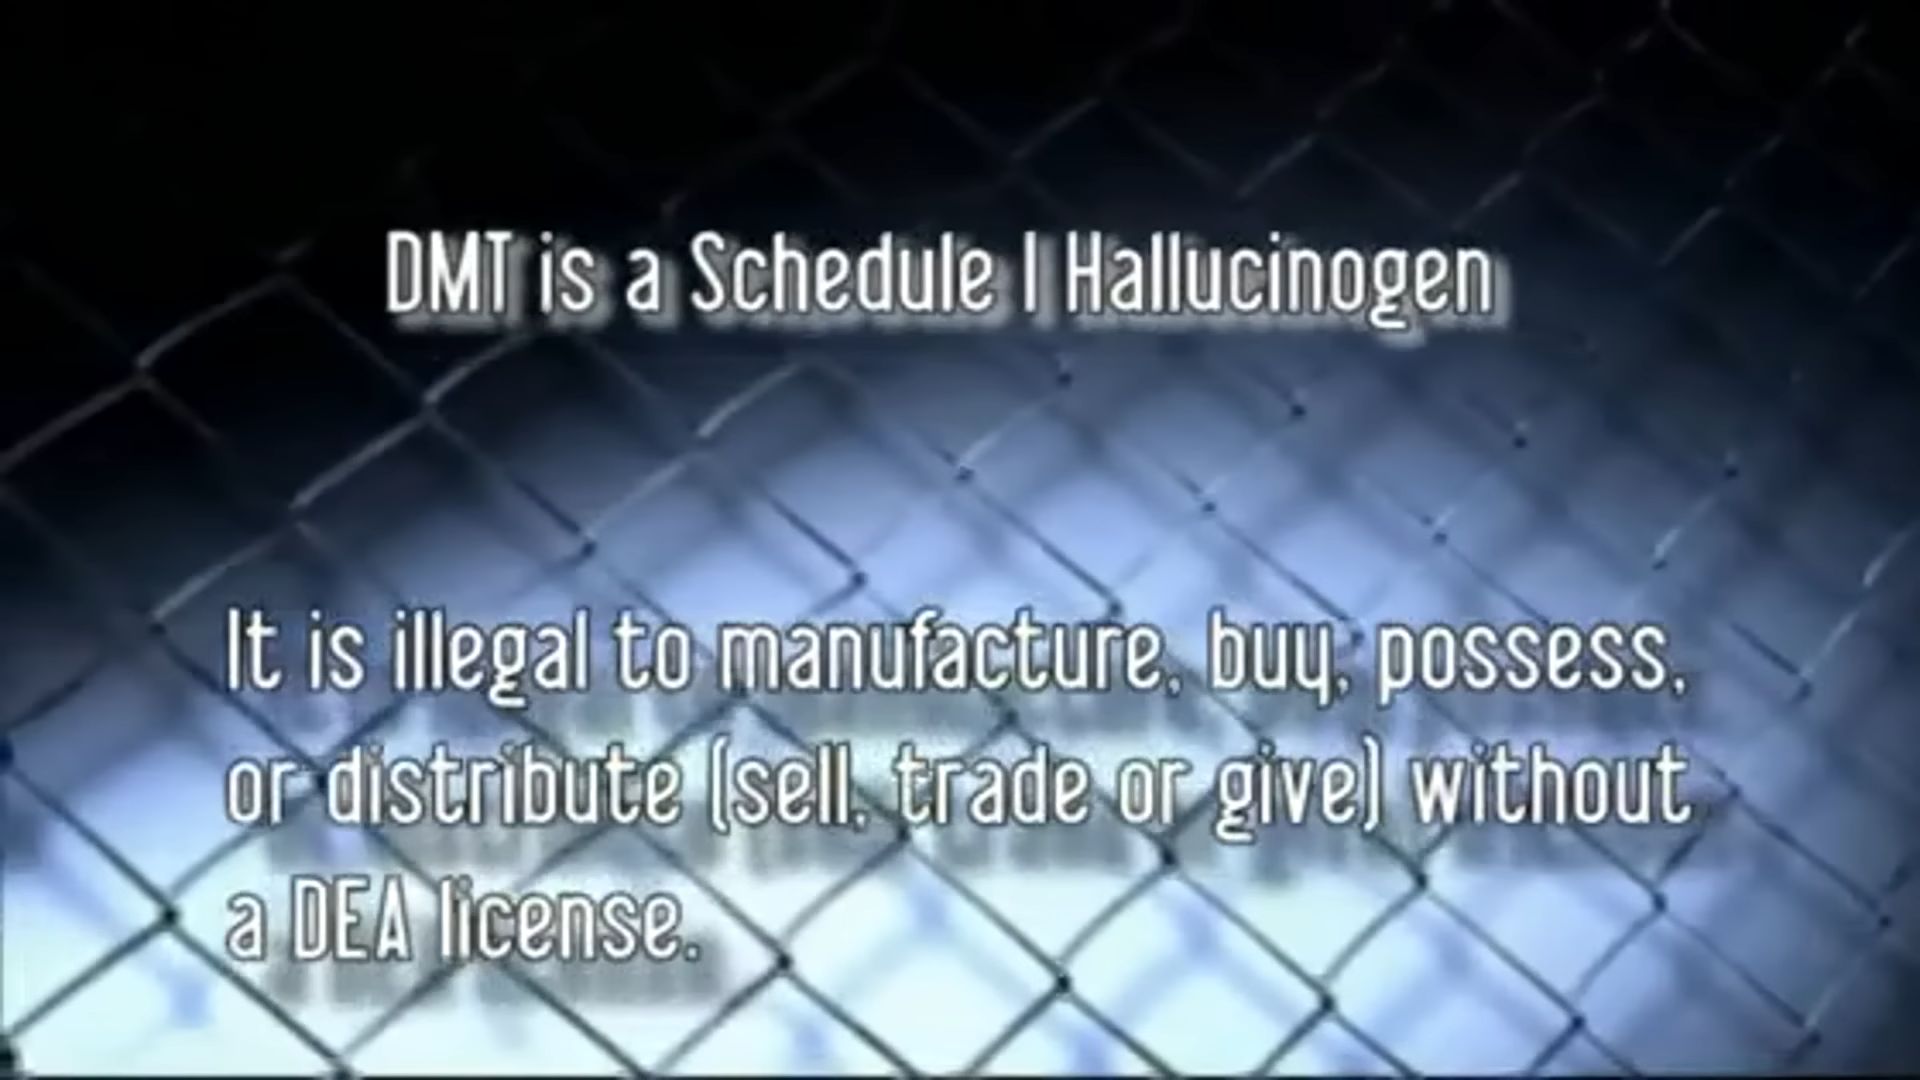 DMT is a Schedule I Hallucinogen
It is illegal to manufacture, buy, possess,
or distribute (sell, trade or give) without
a DEA license.